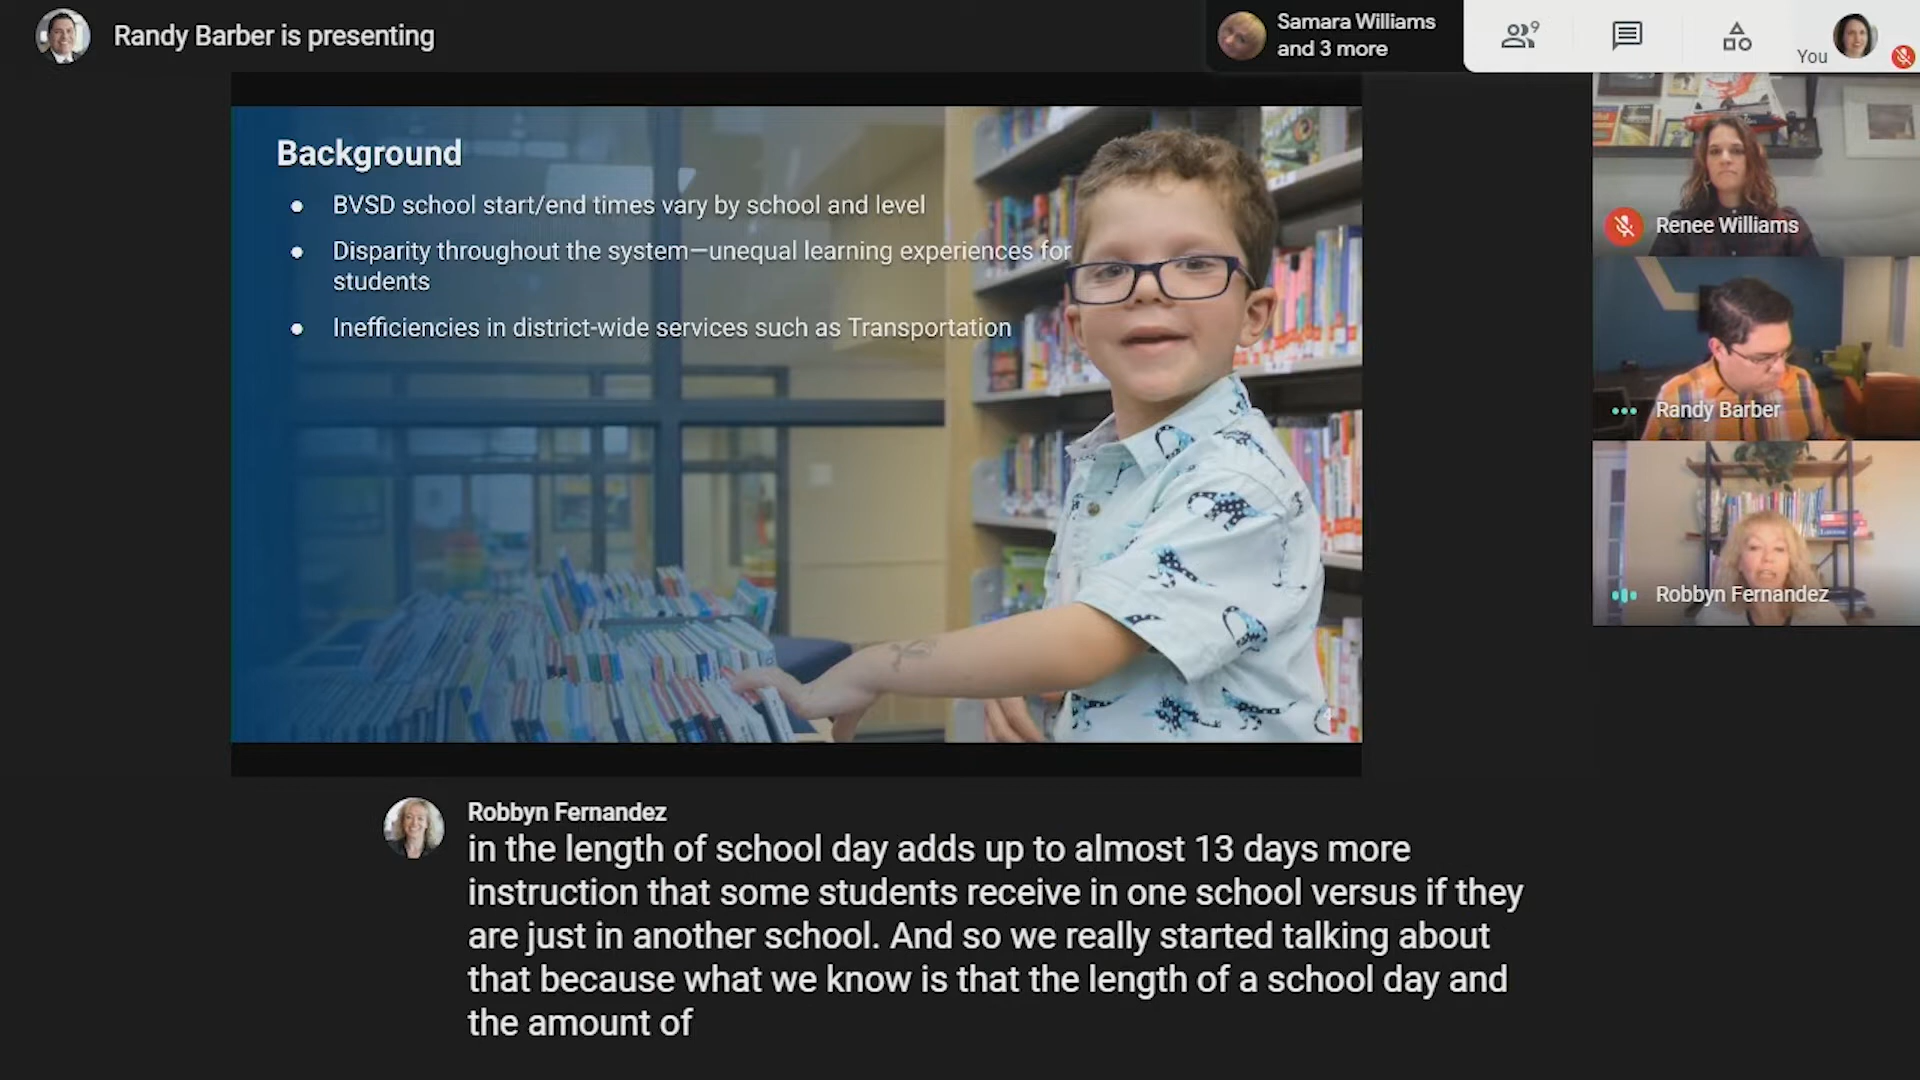 Randy Barber is presenting
Samara Williams
and 3 more
9
You
Background
● BVSD school start/end times vary by school and level
● Disparity throughout the system—unequal learning experiences for
students
● Inefficiencies in district-wide services such as Transportation
Renee Williams
Randy Barber
Robbyn Fernandez
Robbyn Fernandez
in the length of school day adds up to almost 13 days more
instruction that some students receive in one school versus if they
are just in another school. And so we really started talking about
that because what we know is that the length of a school day and
the amount of